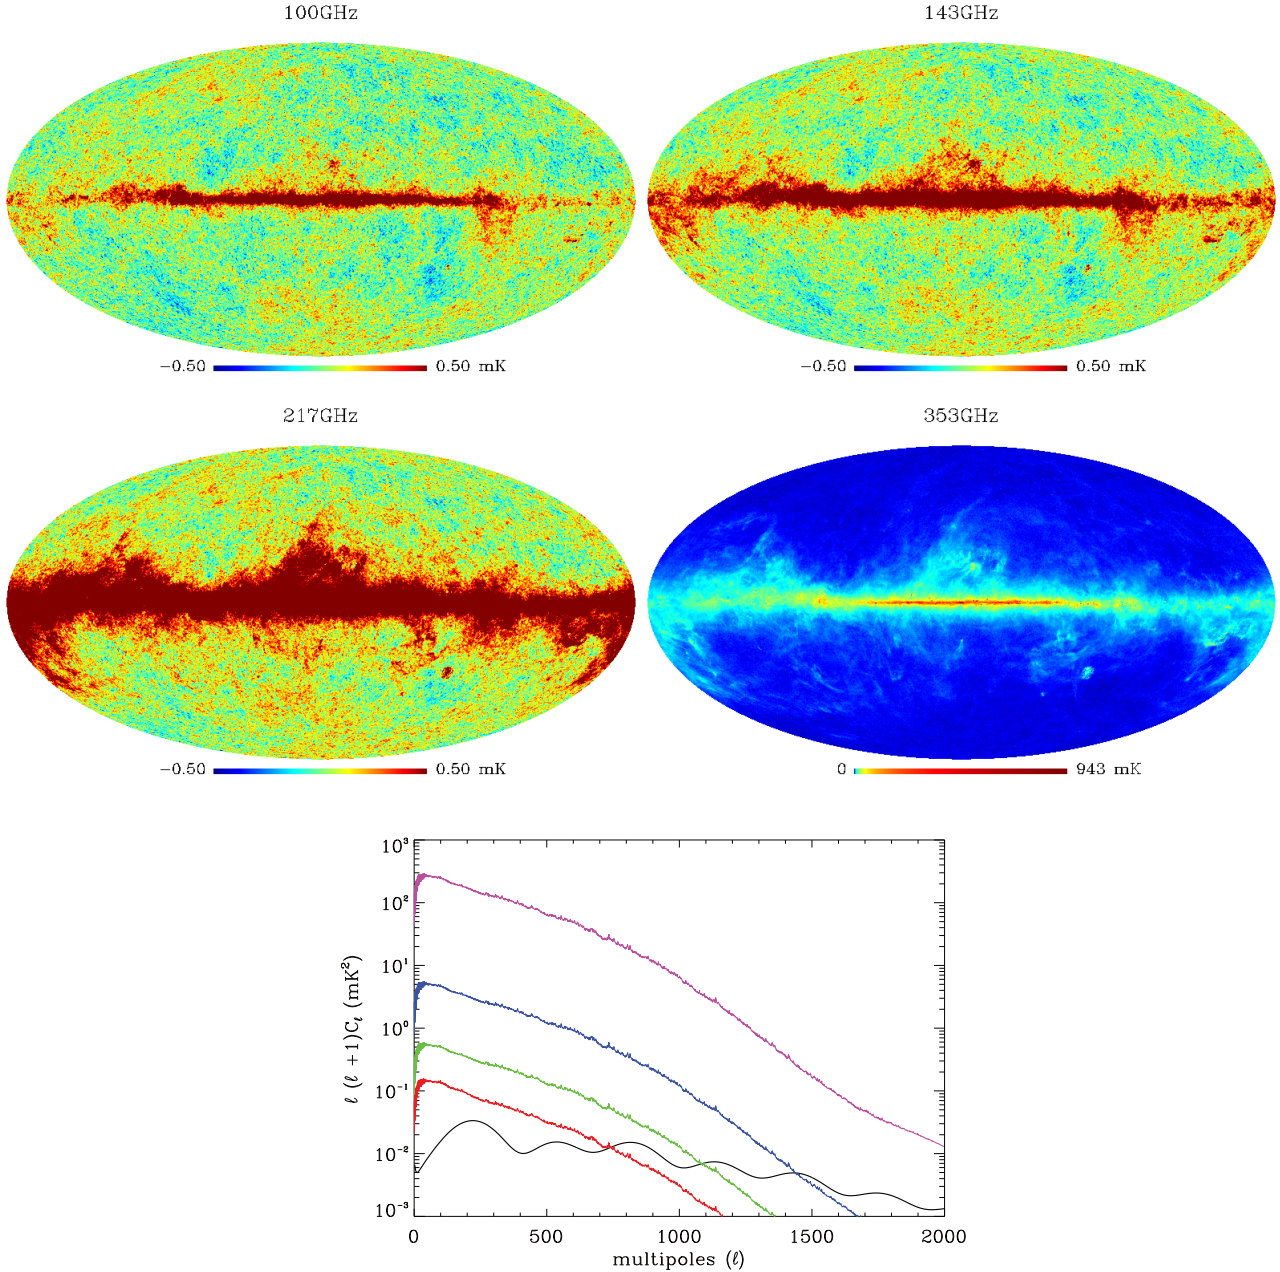 100GHz
143GHz
−0.50 0.50 mK
−0.50 0.50 mK
217GHz
353GHz
−0.50 0.50 mK
0 943 mK
10³
10²
10¹
10⁰
10⁻¹
10⁻²
10⁻³
ℓ (ℓ +1)Cℓ (mK²)
0 500 1000 1500 2000
multipoles (ℓ)